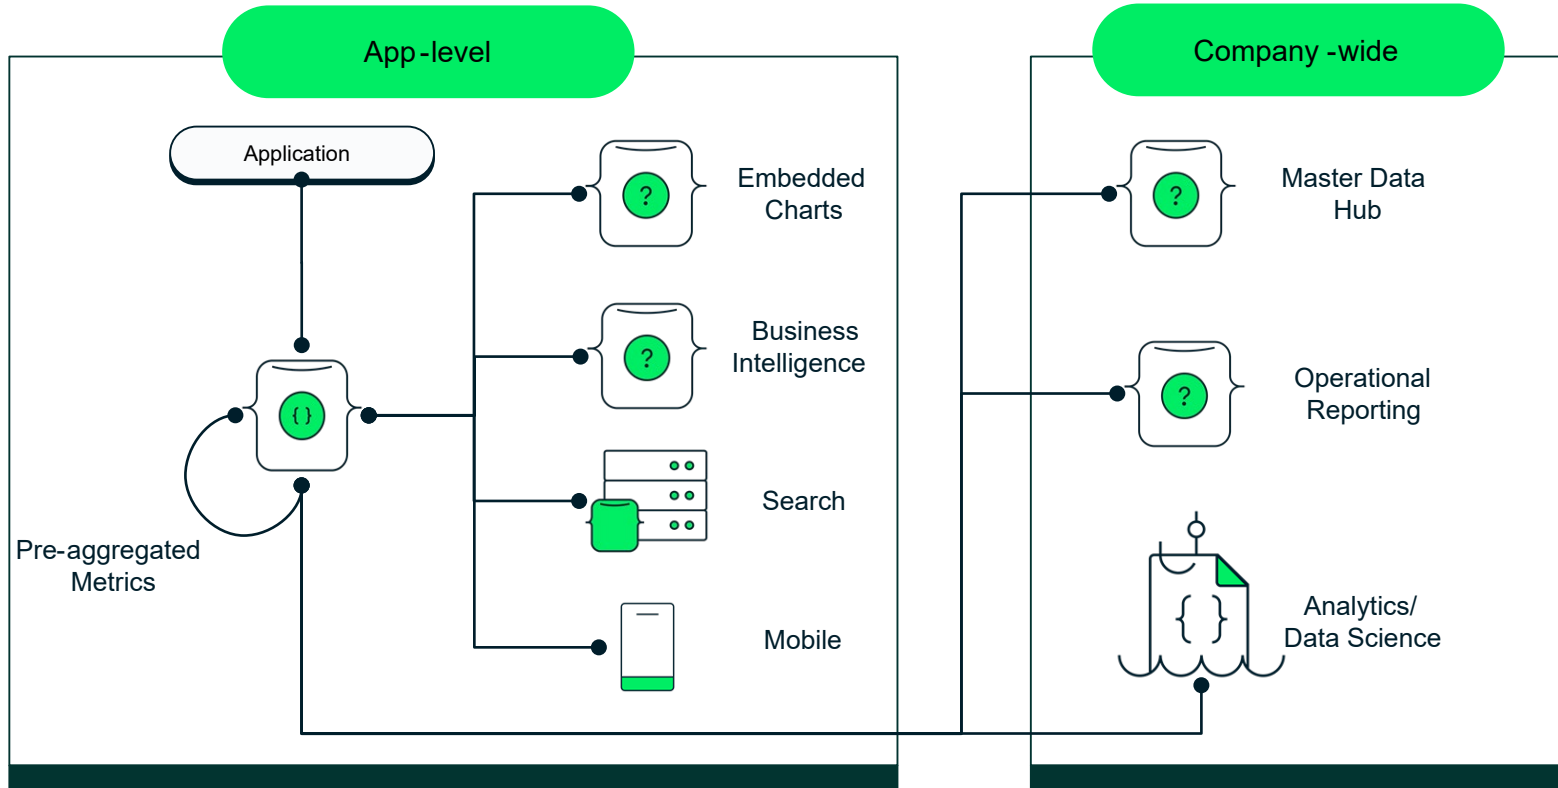 App-level
Company -wide
Application
Embedded
Charts
?
Business
Intelligence
?
{ }
Search
Pre-aggregated
Metrics
Mobile
Master Data
Hub
?
Operational
Reporting
?
Analytics/
Data Science
{ }